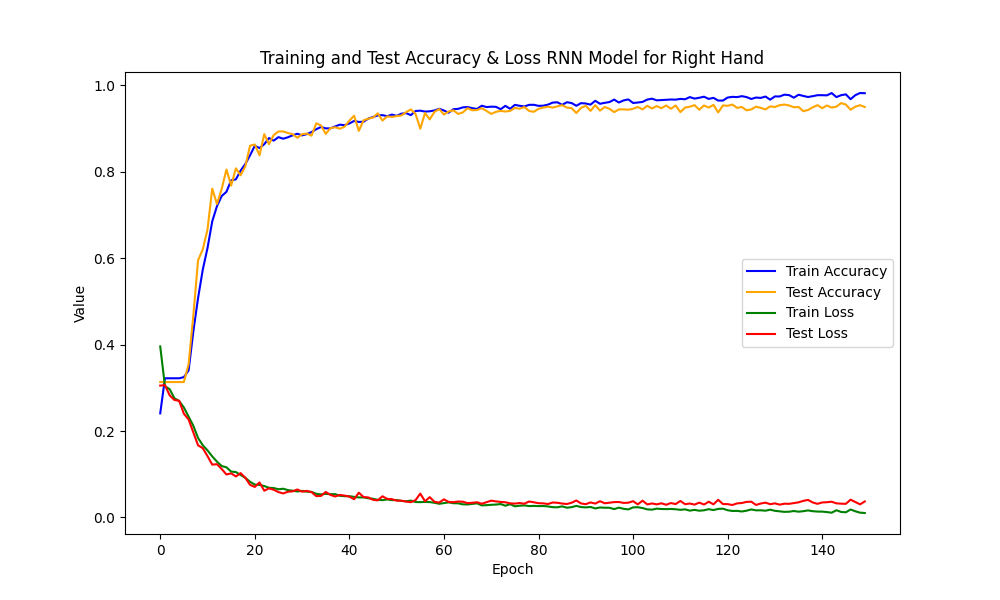 Training and Test Accuracy & Loss RNN Model for Right Hand
1.0
0.8
0.6
0.4
0.2
0.0
Value
Train Accuracy
Test Accuracy
Train Loss
Test Loss
0 20 40 60 80 100 120 140
Epoch